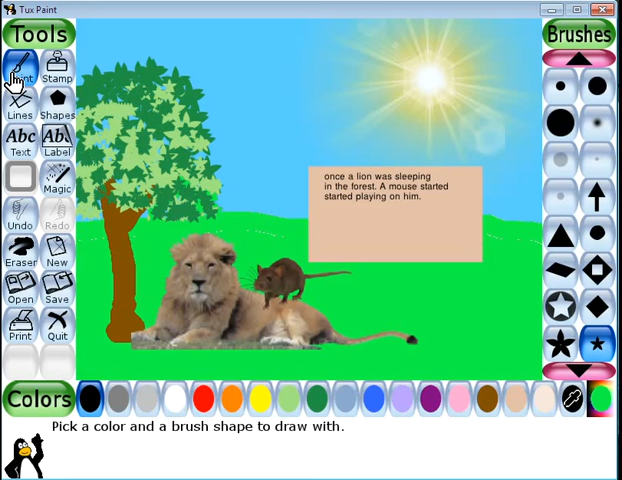 Tux Paint
Tools
Brushes
Paint
Stamp
Lines
Shapes
Abc
Abc
Text
Label
Magic
Undo
Redo
Eraser
New
Open
Save
Print
Quit
once a lion was sleeping
in the forest. A mouse started
started playing on him.
Colors
Pick a color and a brush shape to draw with.